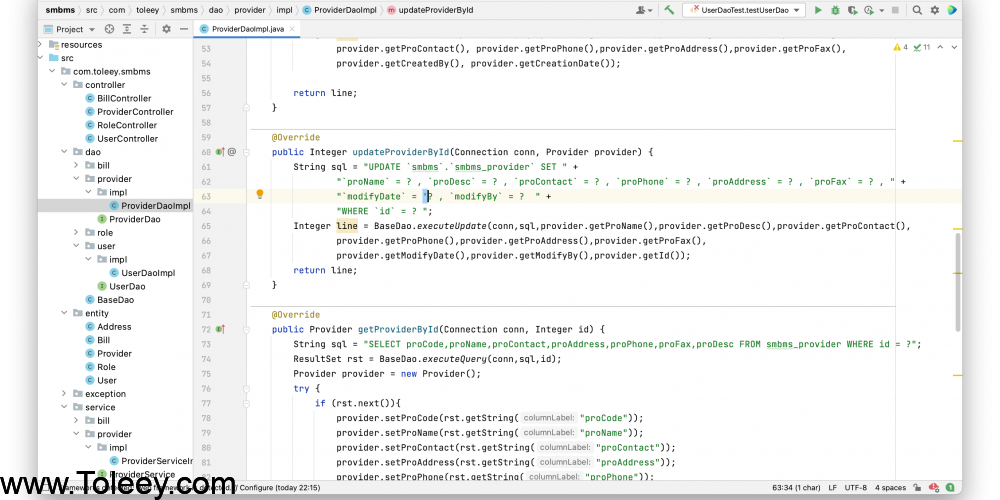 smbms › src › com › toleey › smbms › dao › provider › impl › ProviderDaoImpl › updateProviderById
UserDaoTest.testUserDao
Project
ProviderDaoImpl.java
resources
src
com.toleey.smbms
controller
BillController
ProviderController
RoleController
UserController
dao
bill
provider
impl
ProviderDaoImpl
ProviderDao
role
user
impl
UserDaoImpl
UserDao
BaseDao
entity
Address
Bill
Provider
Role
User
exception
service
bill
provider
impl
ProviderServiceIm
ProviderService
4 11
53 provider.getProContact(), provider.getProPhone(),provider.getProAddress(),provider.getProFax(),
54 provider.getCreatedBy(), provider.getCreationDate());
55
56 return line;
57 }
58
59 @Override
60 @ public Integer updateProviderById(Connection conn, Provider provider) {
61 String sql = "UPDATE `smbms`.`smbms_provider` SET " +
62 "`proName` = ? , `proDesc` = ? , `proContact` = ? , `proPhone` = ? , `proAddress` = ? , `proFax` = ? , " +
63 "`modifyDate` = '? , `modifyBy` = ?  " +
64 "WHERE `id` = ? ";
65 Integer line = BaseDao.executeUpdate(conn,sql,provider.getProName(),provider.getProDesc(),provider.getProContact(),
66 provider.getProPhone(),provider.getProAddress(),provider.getProFax(),
67 provider.getModifyDate(),provider.getModifyBy(),provider.getId());
68 return line;
69 }
70
71 @Override
72 public Provider getProviderById(Connection conn, Integer id) {
73 String sql = "SELECT proCode,proName,proContact,proAddress,proPhone,proFax,proDesc FROM smbms_provider WHERE id = ?";
74 ResultSet rst = BaseDao.executeQuery(conn,sql,id);
75 Provider provider = new Provider();
76 try {
77 if (rst.next()){
78 provider.setProCode(rst.getString( columnLabel: "proCode"));
79 provider.setProName(rst.getString( columnLabel: "proName"));
80 provider.setProContact(rst.getString( columnLabel: "proContact"));
81 provider.setProAddress(rst.getString( columnLabel: "proAddress"));
82 provider.setProPhone(rst.getString( columnLabel: "proPhone"));
www.Toleey.com
Configure (today 22:15)
63:34 (1 char) LF UTF-8 4 spaces